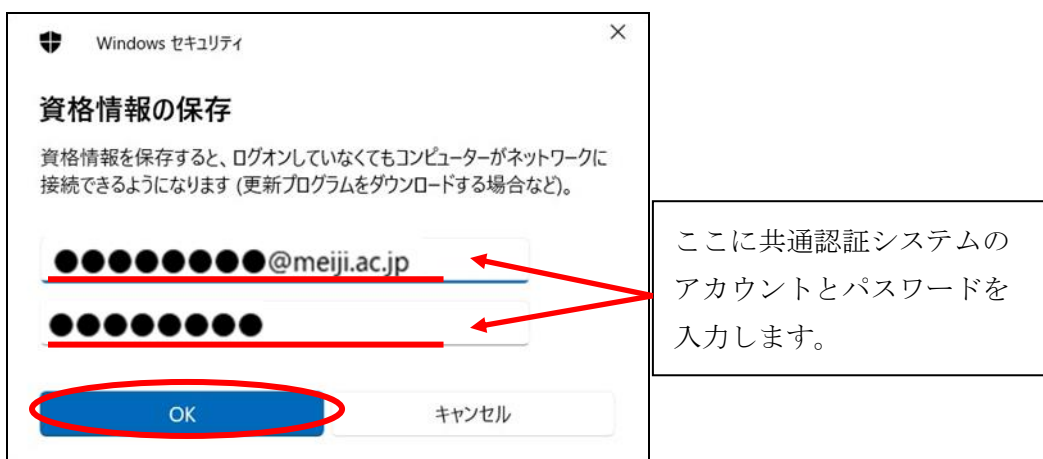 Windows セキュリティ
資格情報の保存
資格情報を保存すると、ログオンしていなくてもコンピューターがネットワークに
接続できるようになります (更新プログラムをダウンロードする場合など)。
●●●●●●●●@meiji.ac.jp
●●●●●●●●
OK
キャンセル
ここに共通認証システムの
アカウントとパスワードを
入力します。